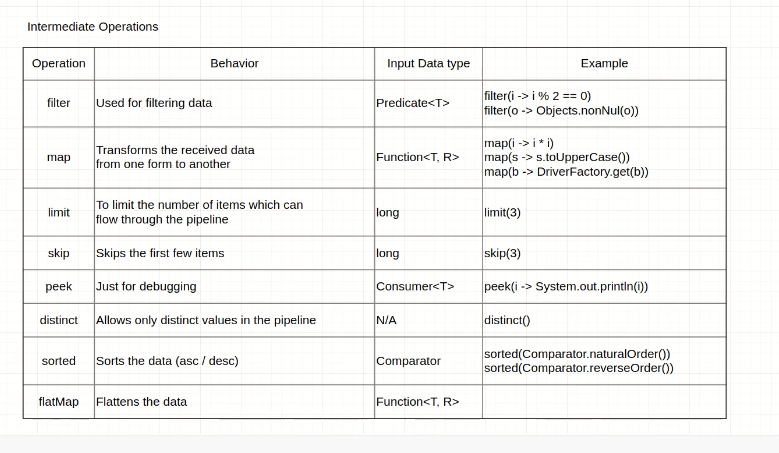 Intermediate Operations
Operation Behavior Input Data type Example
filter Used for filtering data Predicate<T> filter(i -> i % 2 == 0)
filter(o -> Objects.nonNul(o))
map Transforms the received data
from one form to another Function<T, R> map(i -> i * i)
map(s -> s.toUpperCase())
map(b -> DriverFactory.get(b))
limit To limit the number of items which can
flow through the pipeline long limit(3)
skip Skips the first few items long skip(3)
peek Just for debugging Consumer<T> peek(i -> System.out.println(i))
distinct Allows only distinct values in the pipeline N/A distinct()
sorted Sorts the data (asc / desc) Comparator sorted(Comparator.naturalOrder())
sorted(Comparator.reverseOrder())
flatMap Flattens the data Function<T, R>